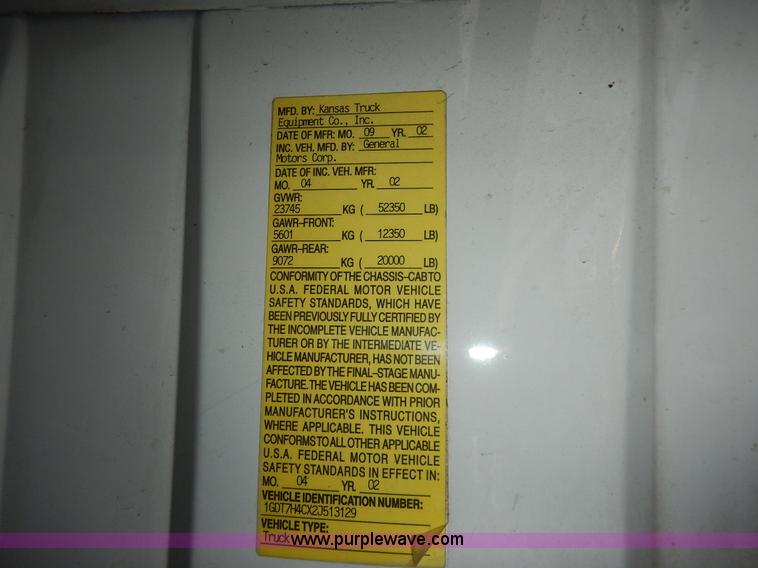 MFD. BY: Kansas Truck
Equipment Co., Inc.
DATE OF MFR: MO. 09 YR. 02
INC. VEH. MFD. BY: General
Motors Corp.
DATE OF INC. VEH. MFR:
MO. 04 YR. 02
GVWR:
23745 KG ( 52350 LB)
GAWR-FRONT:
5601 KG ( 12350 LB)
GAWR-REAR:
9072 KG ( 20000 LB)
CONFORMITY OF THE CHASSIS-CAB TO
U.S.A. FEDERAL MOTOR VEHICLE
SAFETY STANDARDS, WHICH HAVE
BEEN PREVIOUSLY FULLY CERTIFIED BY
THE INCOMPLETE VEHICLE MANUFAC-
TURER OR BY THE INTERMEDIATE VE-
HICLE MANUFACTURER, HAS NOT BEEN
AFFECTED BY THE FINAL-STAGE MANU-
FACTURE. THE VEHICLE HAS BEEN COM-
PLETED IN ACCORDANCE WITH PRIOR
MANUFACTURER'S INSTRUCTIONS,
WHERE APPLICABLE. THIS VEHICLE
CONFORMS TO ALL OTHER APPLICABLE
U.S.A. FEDERAL MOTOR VEHICLE
SAFETY STANDARDS IN EFFECT IN:
MO. 04 YR. 02
VEHICLE IDENTIFICATION NUMBER:
1GDT7H4CX2J513129
VEHICLE TYPE:
Truck
www.purplewave.com